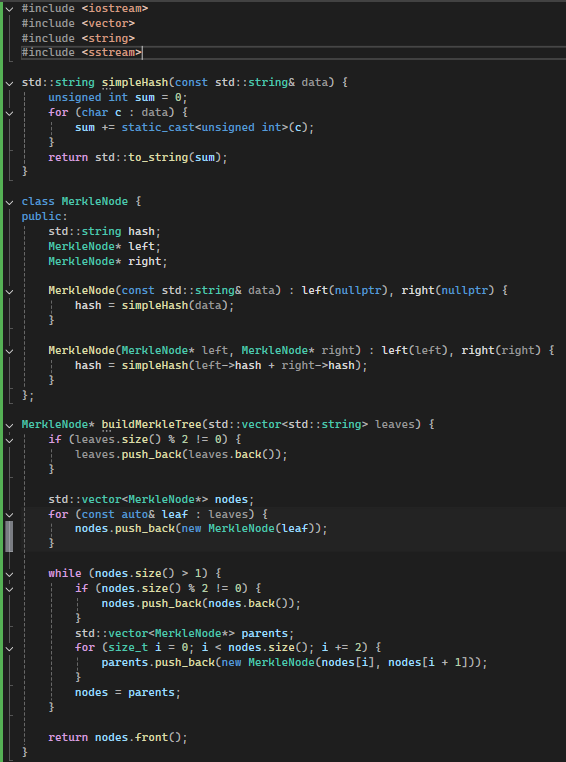 #include <iostream>
#include <vector>
#include <string>
#include <sstream>
std::string simpleHash(const std::string& data) {
    unsigned int sum = 0;
    for (char c : data) {
        sum += static_cast<unsigned int>(c);
    }
    return std::to_string(sum);
}
class MerkleNode {
public:
    std::string hash;
    MerkleNode* left;
    MerkleNode* right;
    MerkleNode(const std::string& data) : left(nullptr), right(nullptr) {
        hash = simpleHash(data);
    }
    MerkleNode(MerkleNode* left, MerkleNode* right) : left(left), right(right) {
        hash = simpleHash(left->hash + right->hash);
    }
};
MerkleNode* buildMerkleTree(std::vector<std::string> leaves) {
    if (leaves.size() % 2 != 0) {
        leaves.push_back(leaves.back());
    }
    std::vector<MerkleNode*> nodes;
    for (const auto& leaf : leaves) {
        nodes.push_back(new MerkleNode(leaf));
    }
    while (nodes.size() > 1) {
        if (nodes.size() % 2 != 0) {
            nodes.push_back(nodes.back());
        }
        std::vector<MerkleNode*> parents;
        for (size_t i = 0; i < nodes.size(); i += 2) {
            parents.push_back(new MerkleNode(nodes[i], nodes[i + 1]));
        }
        nodes = parents;
    }
    return nodes.front();
}